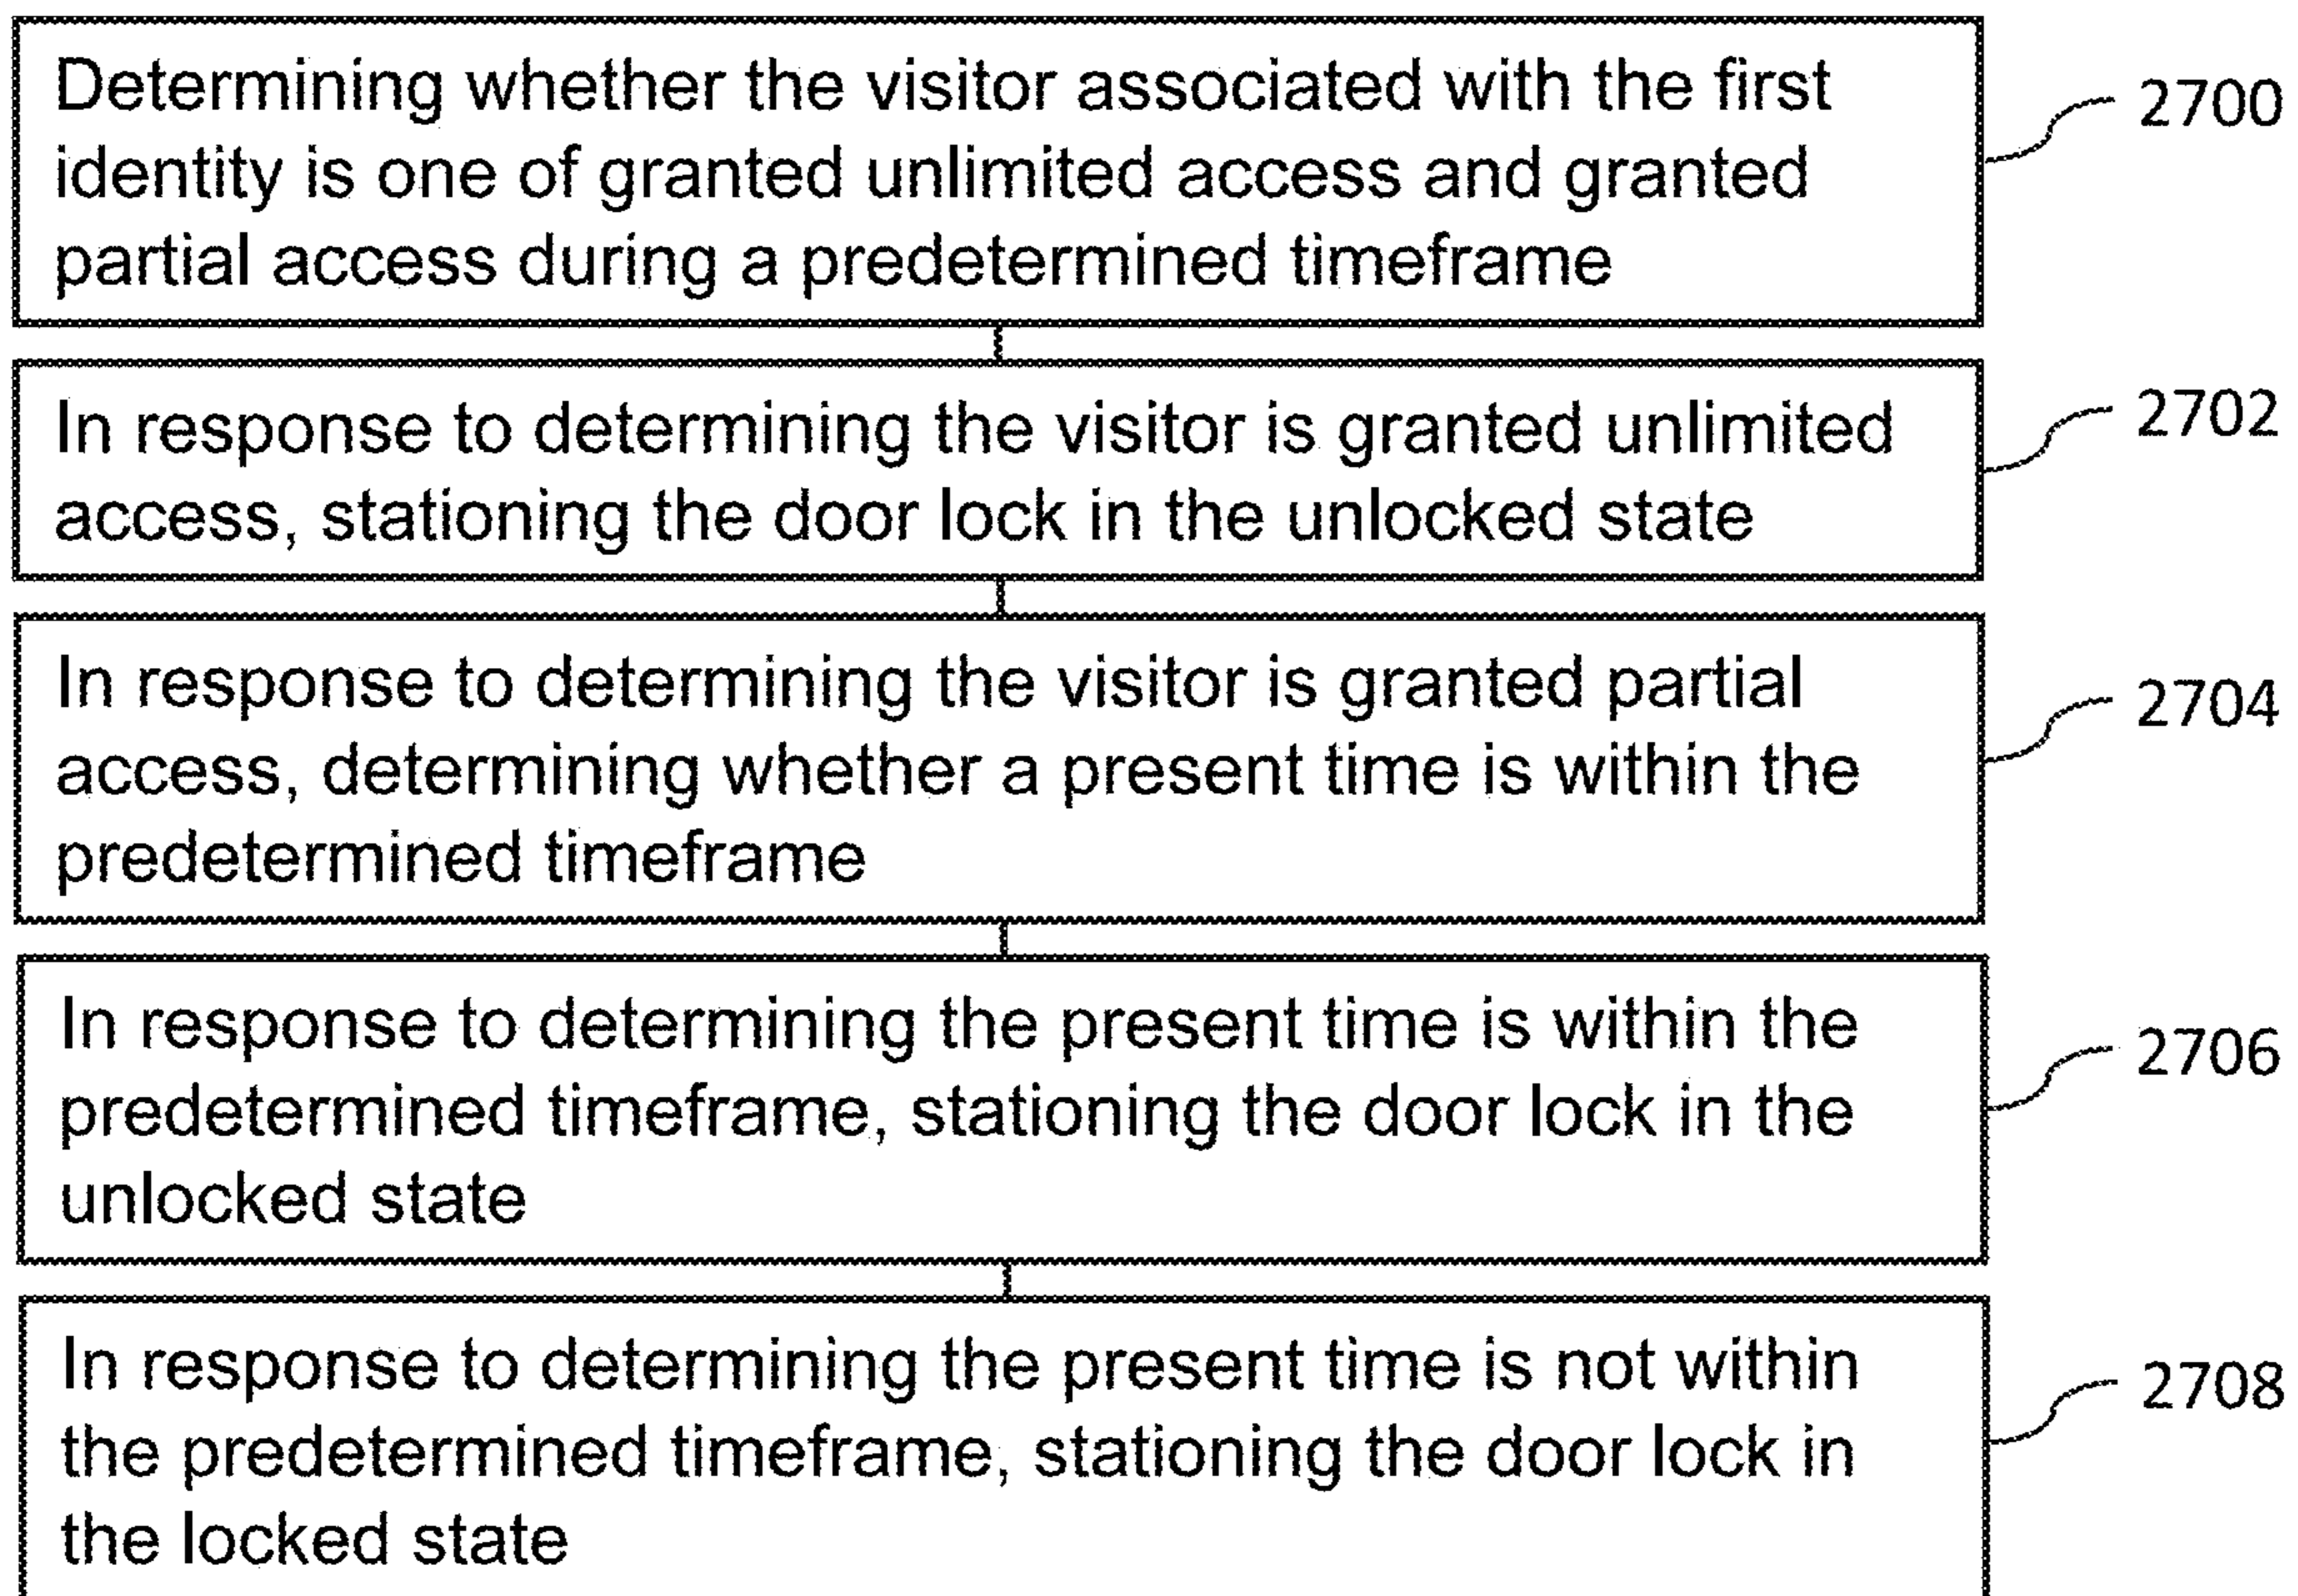 Determining whether the visitor associated with the first
identity is one of granted unlimited access and granted
partial access during a predetermined timeframe
2700
In response to determining the visitor is granted unlimited
access, stationing the door lock in the unlocked state
2702
In response to determining the visitor is granted partial
access, determining whether a present time is within the
predetermined timeframe
2704
In response to determining the present time is within the
predetermined timeframe, stationing the door lock in the
unlocked state
2706
In response to determining the present time is not within
the predetermined timeframe, stationing the door lock in
the locked state
2708